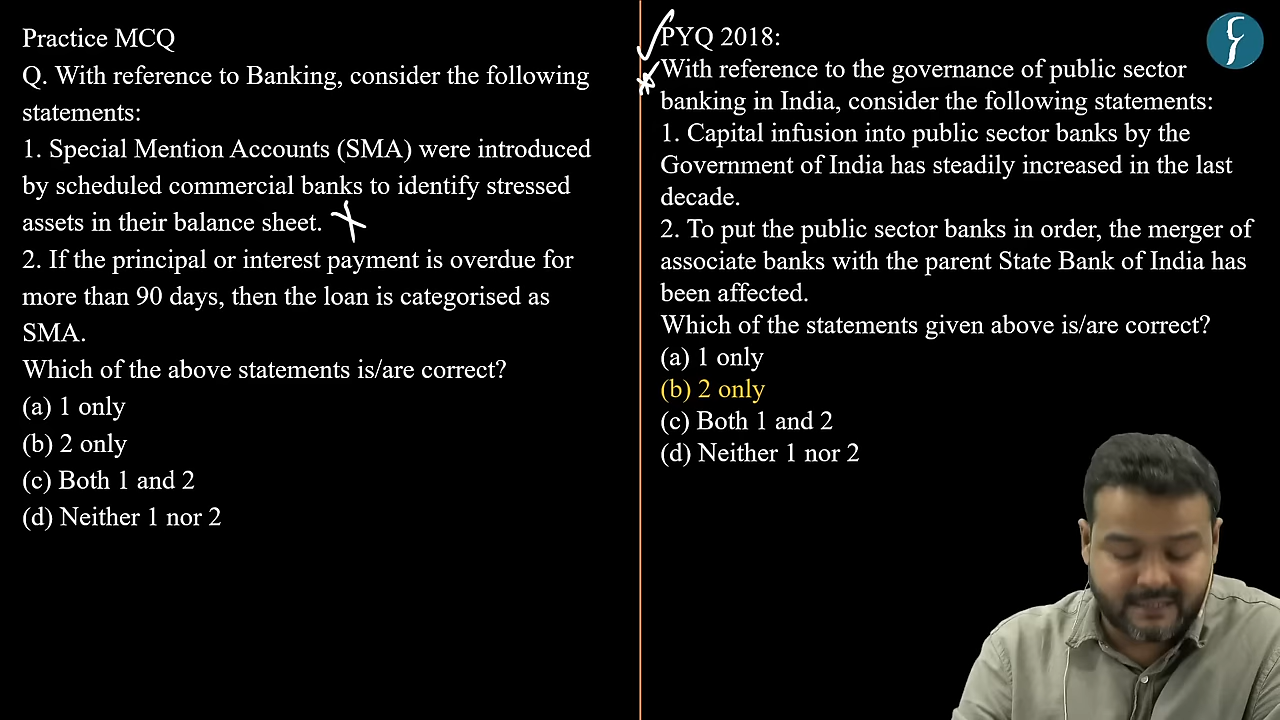 Practice MCQ
Q. With reference to Banking, consider the following
statements:
1. Special Mention Accounts (SMA) were introduced
by scheduled commercial banks to identify stressed
assets in their balance sheet.
2. If the principal or interest payment is overdue for
more than 90 days, then the loan is categorised as
SMA.
Which of the above statements is/are correct?
(a) 1 only
(b) 2 only
(c) Both 1 and 2
(d) Neither 1 nor 2
PYQ 2018:
With reference to the governance of public sector
banking in India, consider the following statements:
1. Capital infusion into public sector banks by the
Government of India has steadily increased in the last
decade.
2. To put the public sector banks in order, the merger of
associate banks with the parent State Bank of India has
been affected.
Which of the statements given above is/are correct?
(a) 1 only
(b) 2 only
(c) Both 1 and 2
(d) Neither 1 nor 2